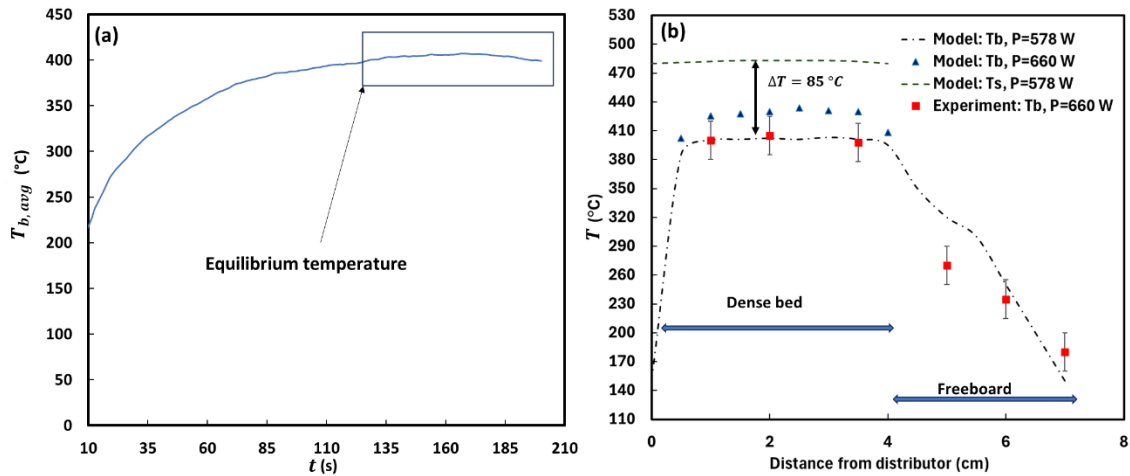 (a)
450
400
350
300
250
200
150
100
50
0
T_b, avg (°C)
Equilibrium temperature
10 35 60 85 110 135 160 185 210
t (s)
(b)
530
500
470
440
410
380
350
320
290
260
230
200
170
140
110
T (°C)
Model: Tb, P=578 W
Model: Tb, P=660 W
Model: Ts, P=578 W
Experiment: Tb, P=660 W
ΔT = 85 °C
Dense bed
Freeboard
0 2 4 6 8
Distance from distributor (cm)